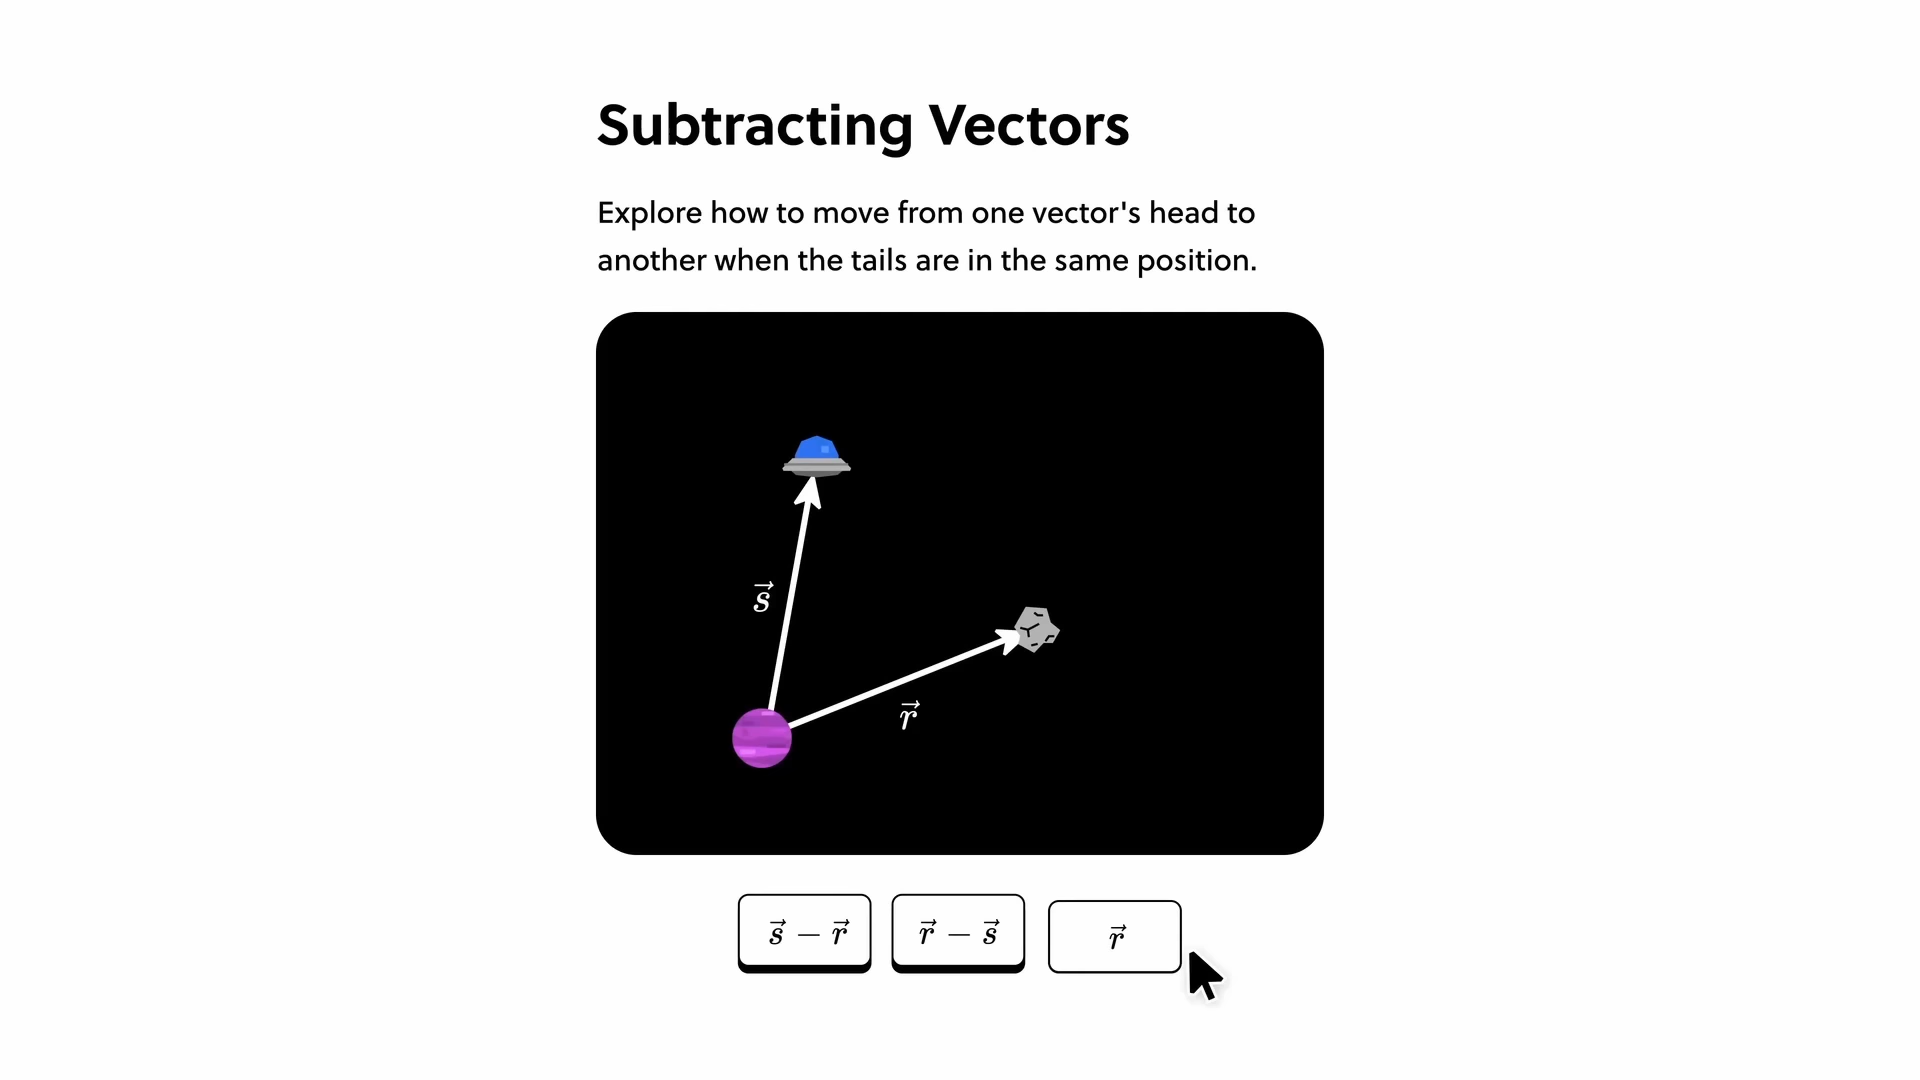 Subtracting Vectors
Explore how to move from one vector's head to
another when the tails are in the same position.
s⃗
r⃗
s⃗ − r⃗
r⃗ − s⃗
r⃗